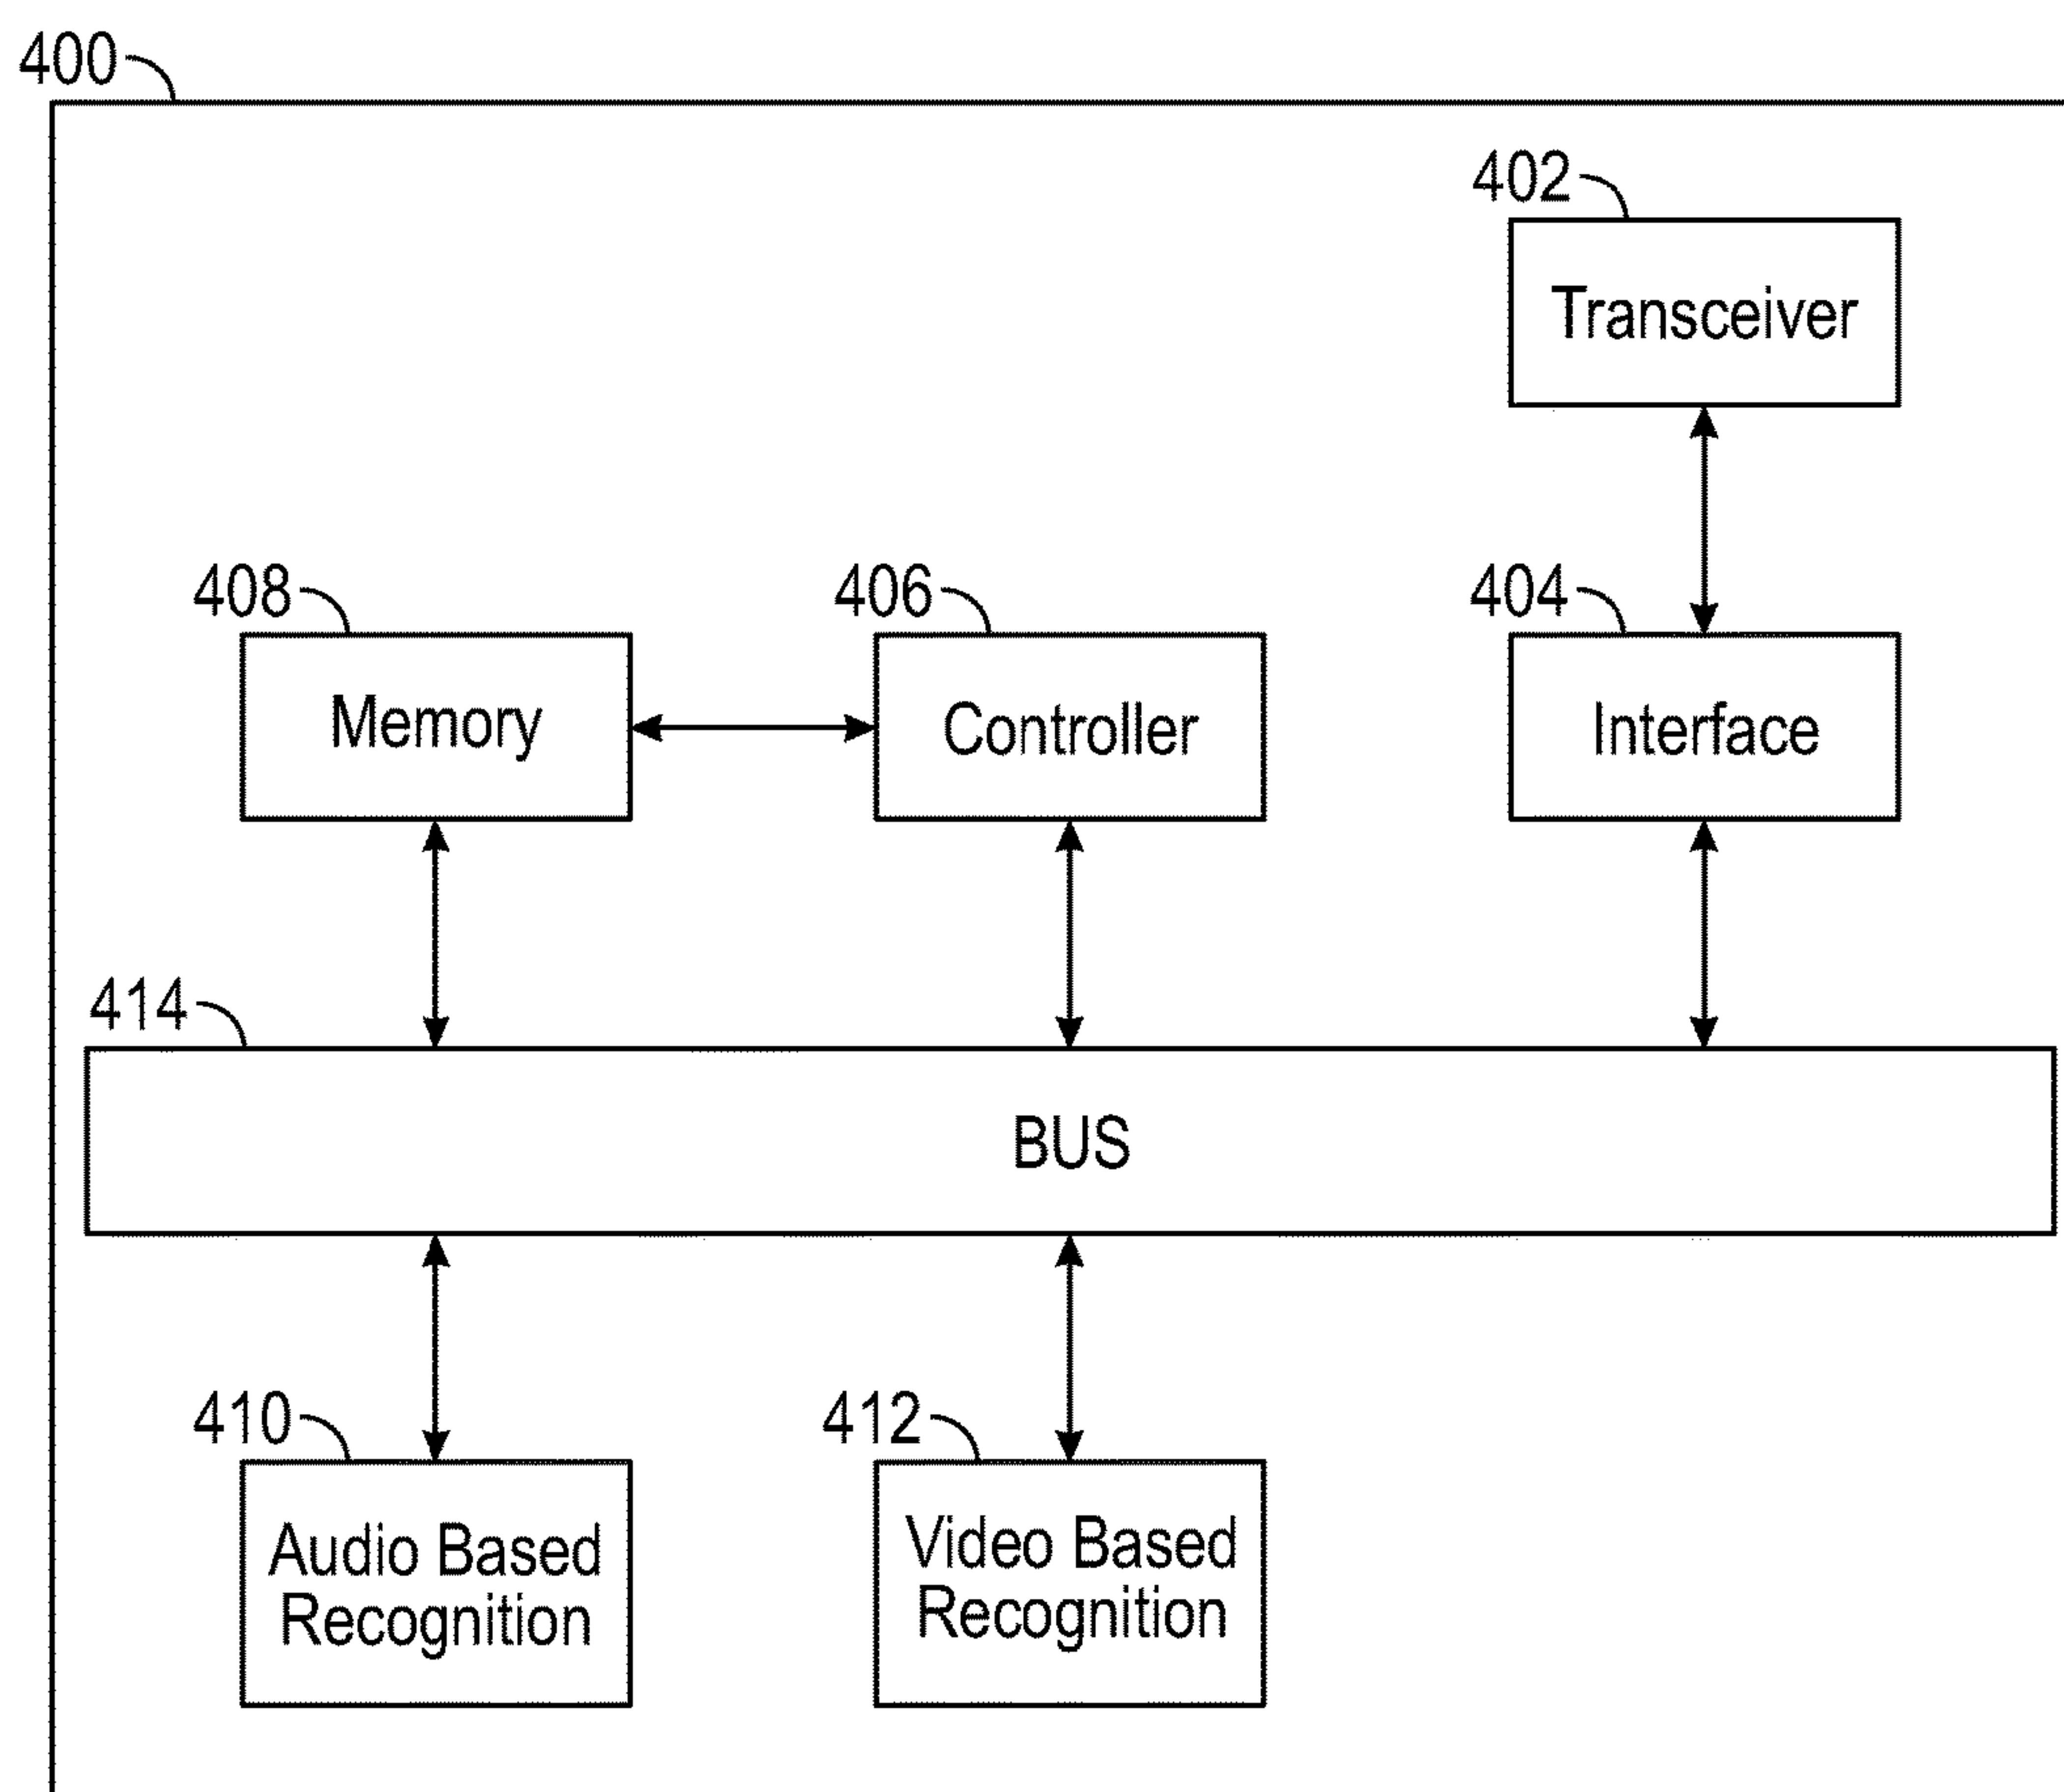 400
402
Transceiver
408
406
404
Memory
Controller
Interface
414
BUS
410
412
Audio Based
Recognition
Video Based
Recognition